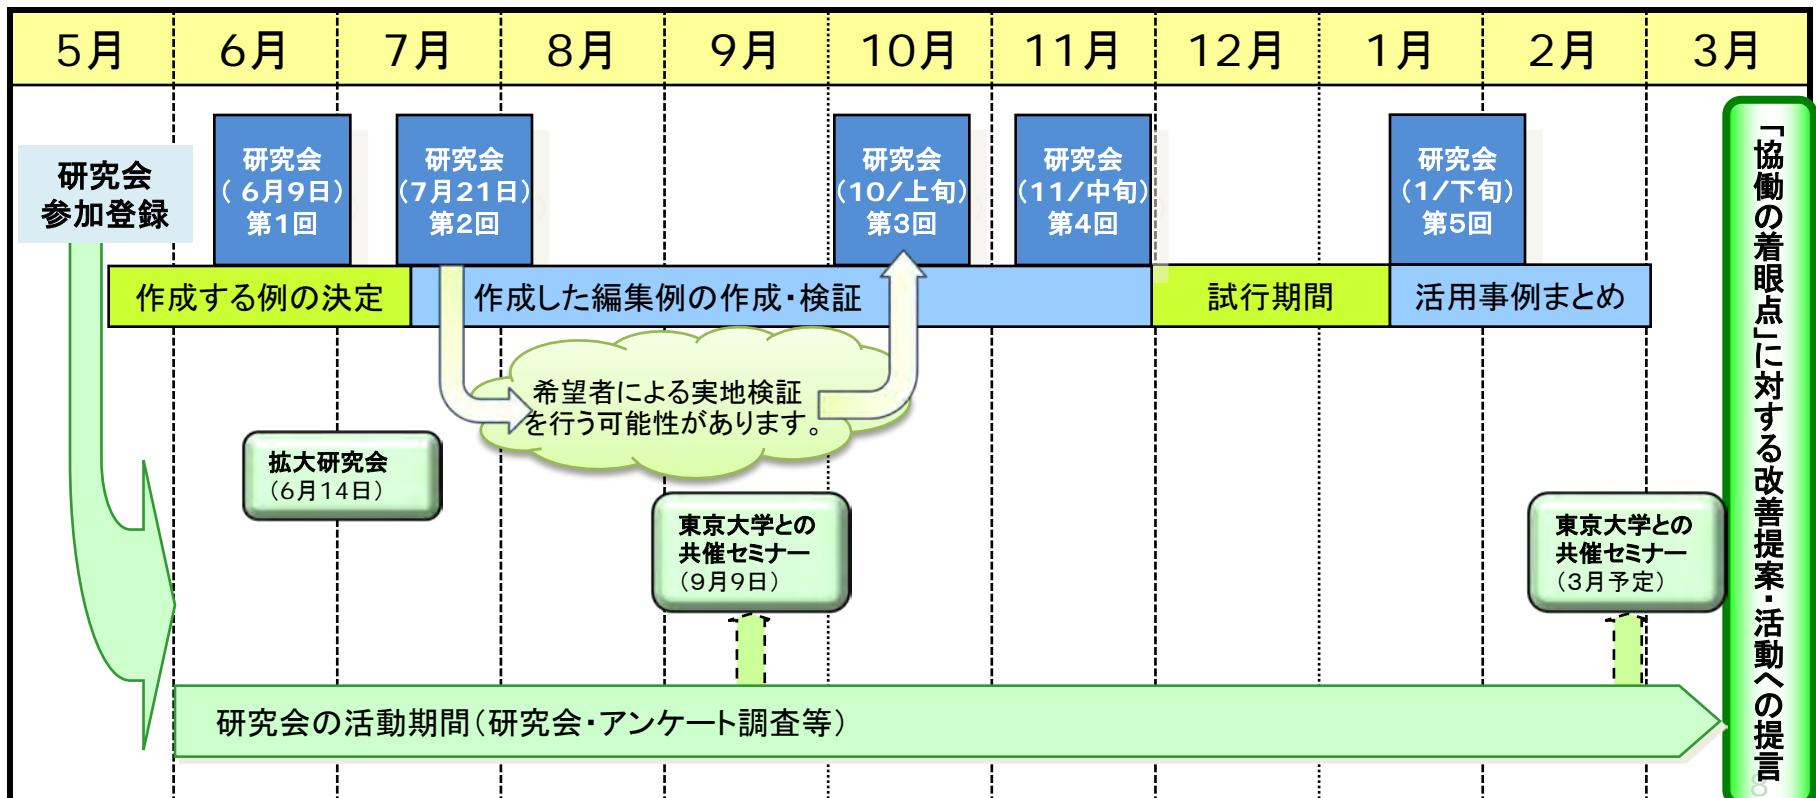 5月
6月
7月
8月
9月
10月
11月
12月
1月
2月
3月
研究会
参加登録
研究会
( 6月9日)
第1回
研究会
(7月21日)
第2回
研究会
(10/上旬)
第3回
研究会
(11/中旬)
第4回
研究会
(1/下旬)
第5回
作成する例の決定
作成した編集例の作成・検証
試行期間
活用事例まとめ
希望者による実地検証
を行う可能性があります。
拡大研究会
(6月14日)
東京大学との
共催セミナー
(9月9日)
東京大学との
共催セミナー
(3月予定)
研究会の活動期間(研究会・アンケート調査等)
「協働の着眼点」に対する改善提案・活動への提言
8